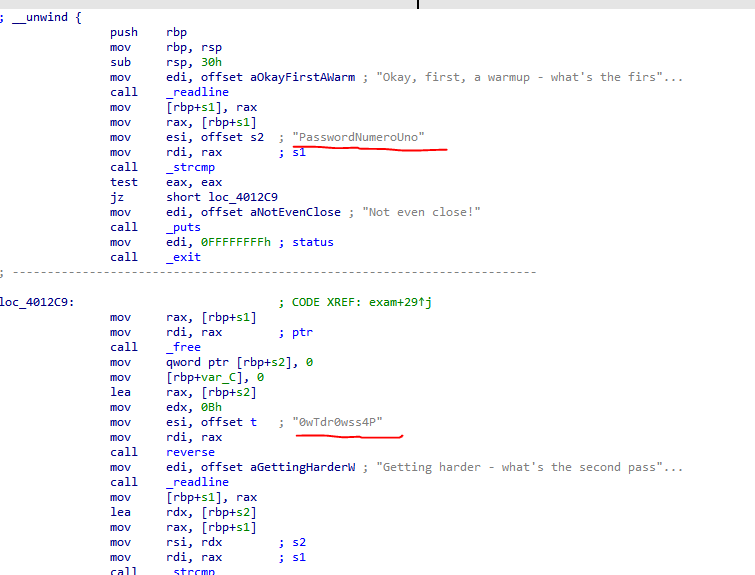 ; __unwind {
push rbp
mov rbp, rsp
sub rsp, 30h
mov edi, offset aOkayFirstAWarm ; "Okay, first, a warmup - what's the firs"...
call _readline
mov [rbp+s1], rax
mov rax, [rbp+s1]
mov esi, offset s2 ; "PasswordNumeroUno"
mov rdi, rax ; s1
call _strcmp
test eax, eax
jz short loc_4012C9
mov edi, offset aNotEvenClose ; "Not even close!"
call _puts
mov edi, 0FFFFFFFFh ; status
call _exit
; ---------------------------------------------------------------------------
loc_4012C9: ; CODE XREF: exam+29↑j
mov rax, [rbp+s1]
mov rdi, rax ; ptr
call _free
mov qword ptr [rbp+s2], 0
mov [rbp+var_C], 0
lea rax, [rbp+s2]
mov edx, 0Bh
mov esi, offset t ; "0wTdr0wss4P"
mov rdi, rax
call reverse
mov edi, offset aGettingHarderW ; "Getting harder - what's the second pass"...
call _readline
mov [rbp+s1], rax
lea rdx, [rbp+s2]
mov rax, [rbp+s1]
mov rsi, rdx ; s2
mov rdi, rax ; s1
call _strcmp